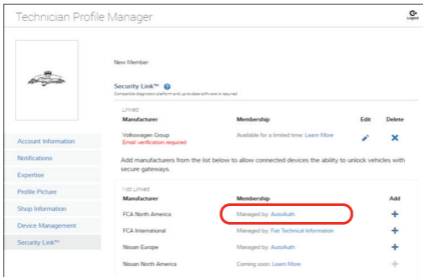 Technician Profile Manager
Logout
New Member
Security Link™ ?
Compatible diagnostic platform and up-to-date software is required
Linked
Manufacturer Membership Edit Delete
Volkswagen Group Available for a limited time: Learn More
Email verification required
Add manufacturers from the list below to allow connected devices the ability to unlock vehicles with
secure gateways.
Not Linked
Manufacturer Membership Add
FCA North America Managed by: AutoAuth
FCA International Managed by: Fiat Technical Information
Nissan Europe Managed by: AutoAuth
Nissan North America Coming soon: Learn More
Account Information
Notifications
Expertise
Profile Picture
Shop Information
Device Management
Security Link™